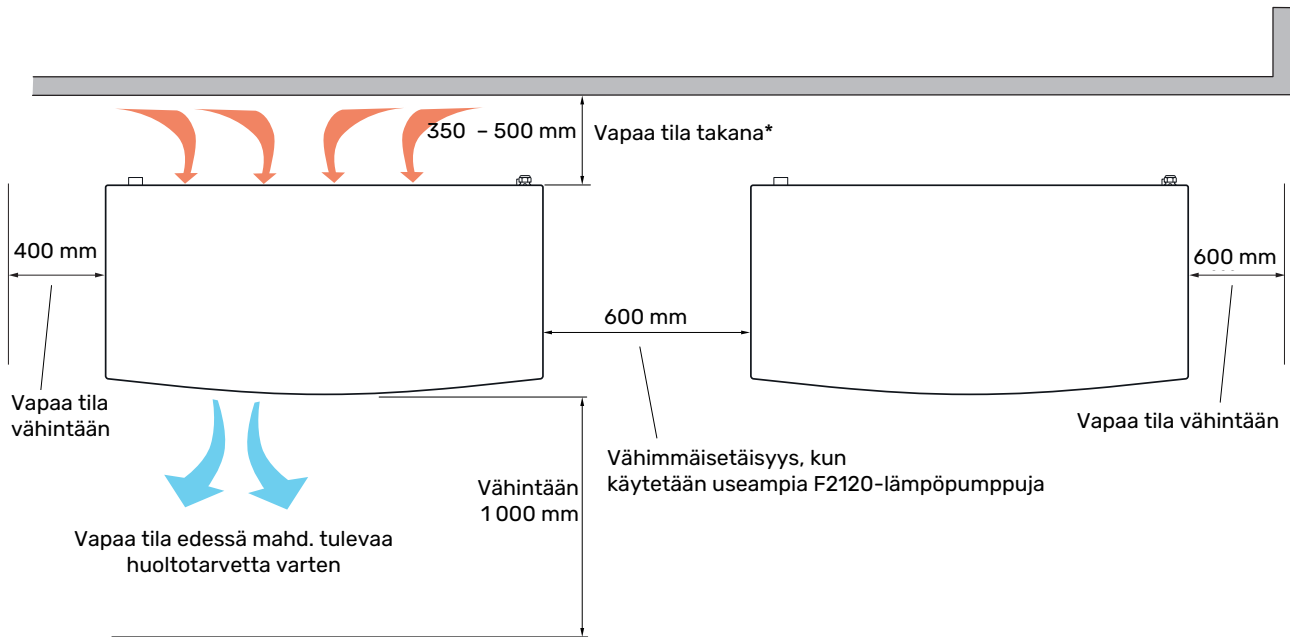 350 – 500 mm
Vapaa tila takana*
400 mm
600 mm
600 mm
Vapaa tila
vähintään
Vapaa tila vähintään
Vähimmäisetäisyys, kun
käytetään useampia F2120-lämpöpumppuja
Vähintään
1 000 mm
Vapaa tila edessä mahd. tulevaa
huoltotarvetta varten